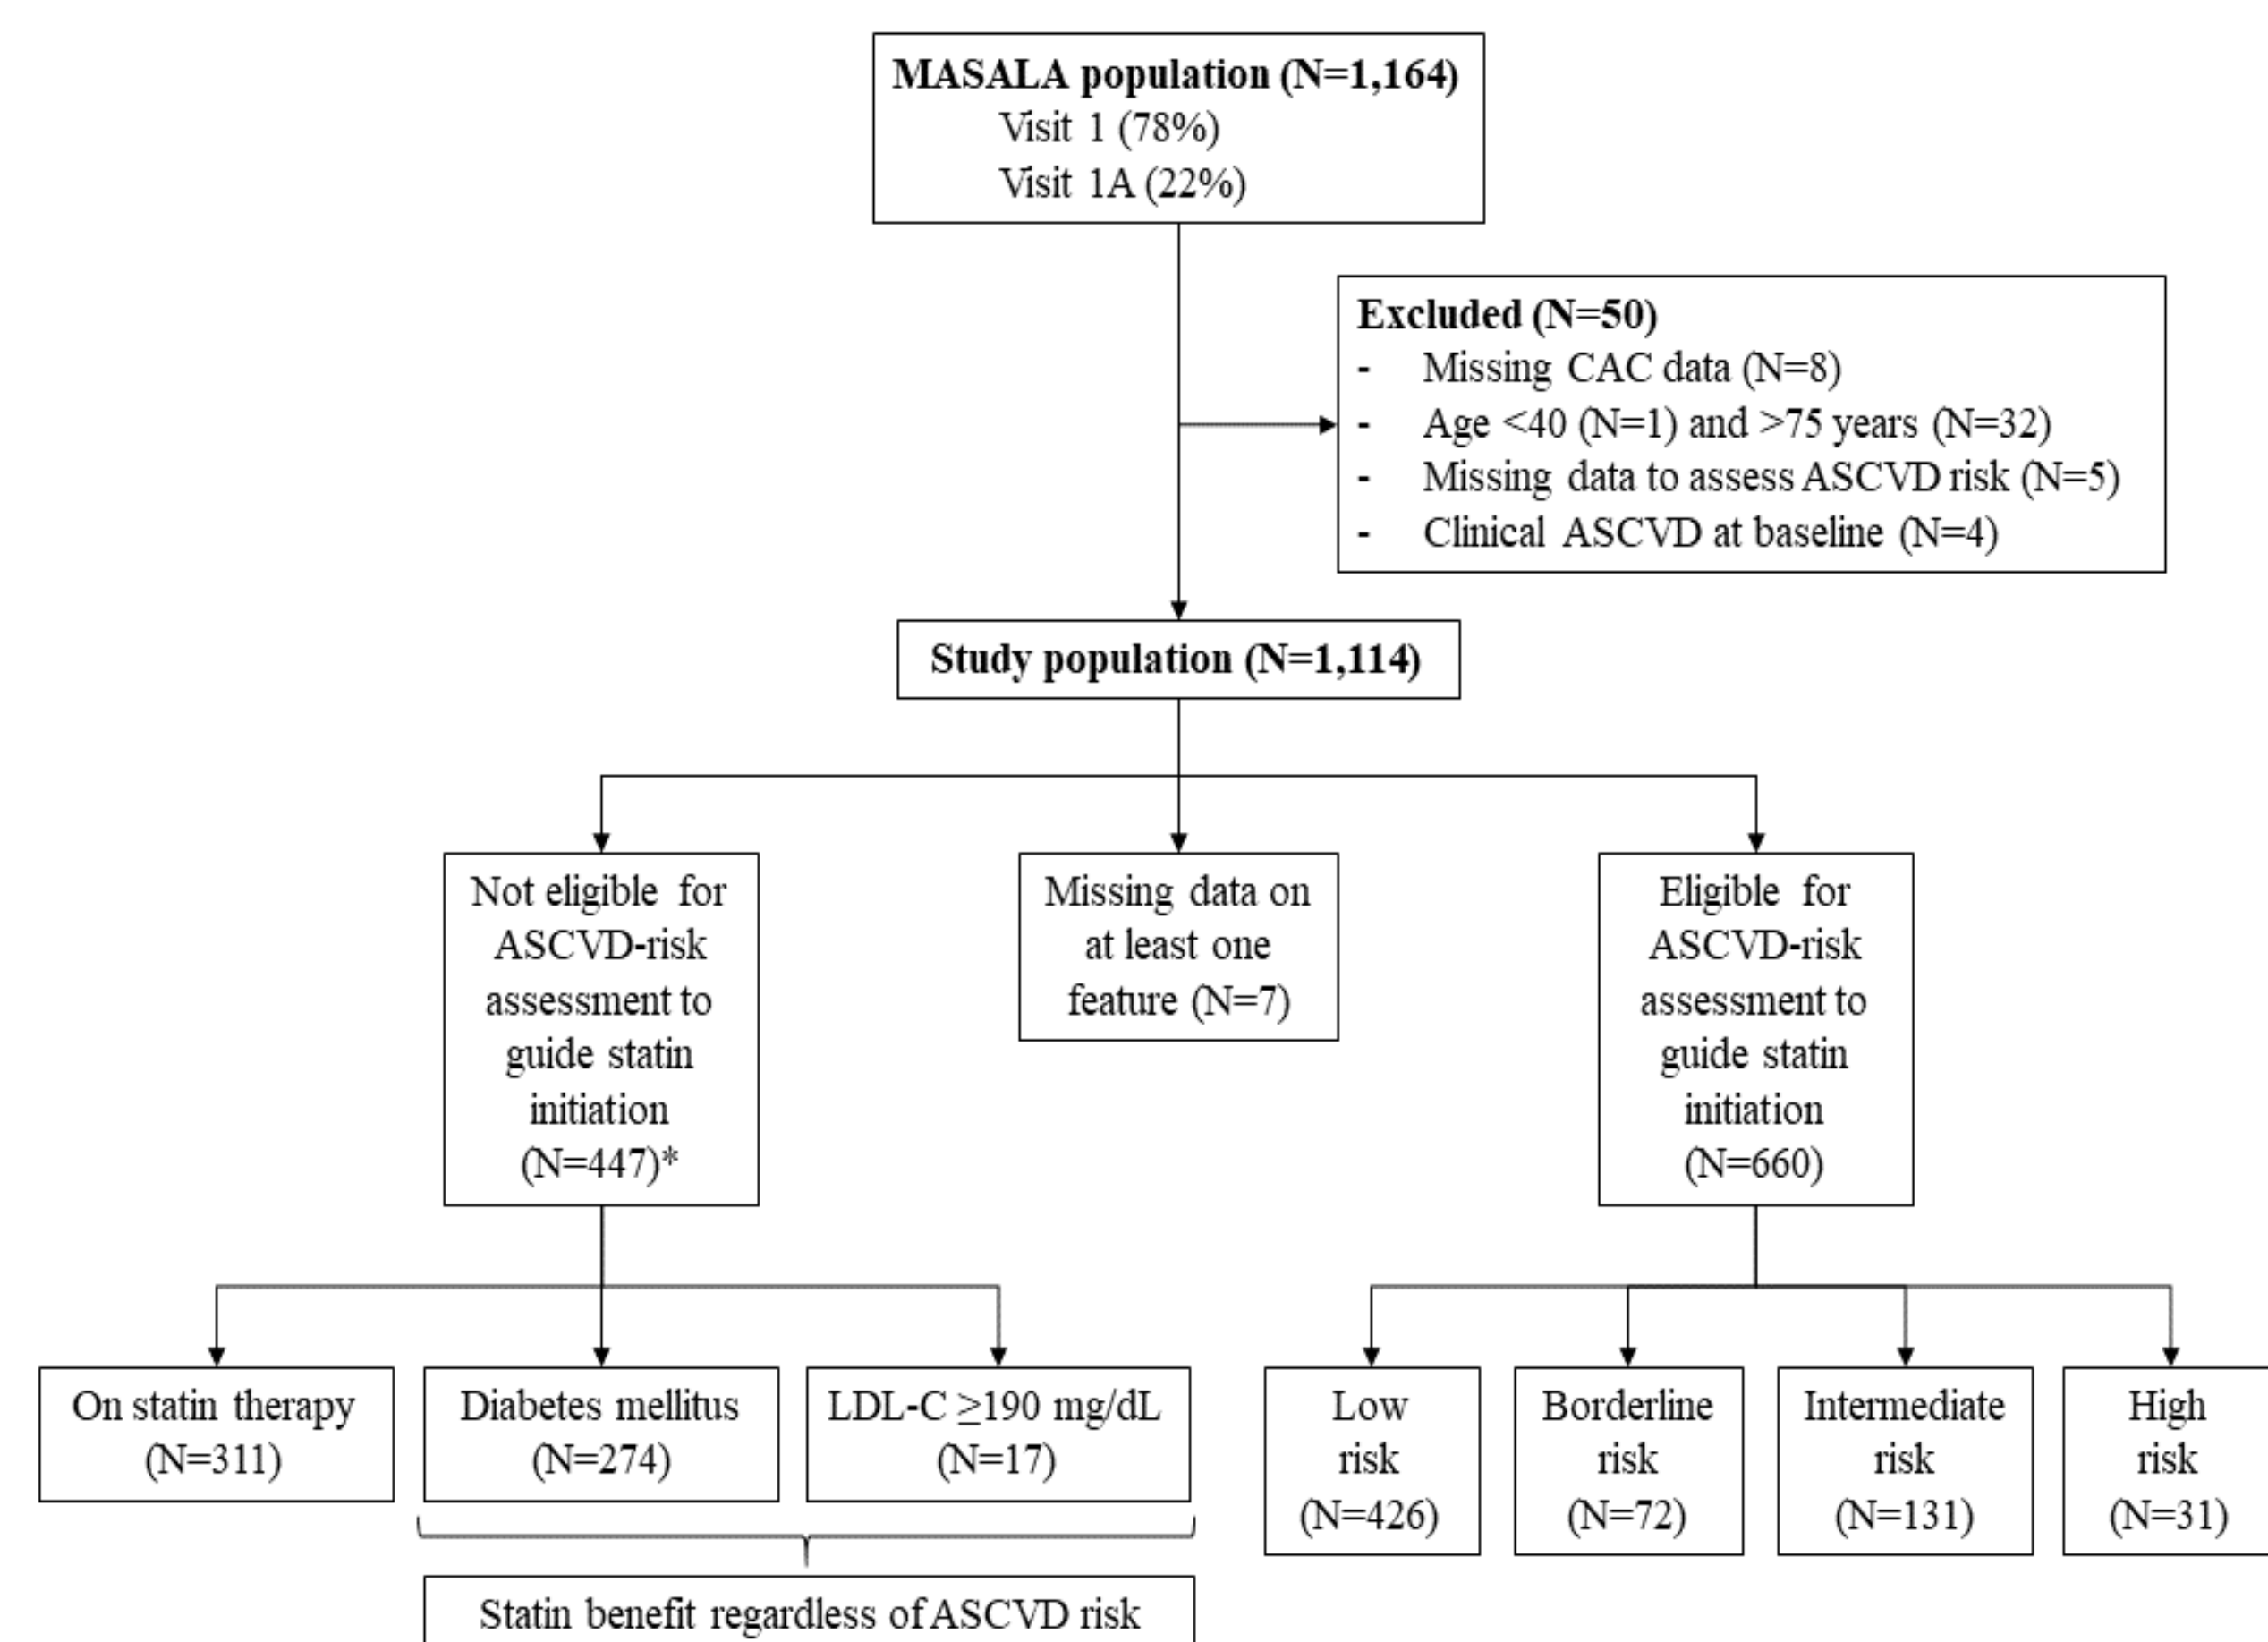 MASALA population (N=1,164)
Visit 1 (78%)
Visit 1A (22%)
Excluded (N=50)
- Missing CAC data (N=8)
- Age <40 (N=1) and >75 years (N=32)
- Missing data to assess ASCVD risk (N=5)
- Clinical ASCVD at baseline (N=4)
Study population (N=1,114)
Not eligible for
ASCVD-risk
assessment to
guide statin
initiation
(N=447)*
Missing data on
at least one
feature (N=7)
Eligible for
ASCVD-risk
assessment to
guide statin
initiation
(N=660)
On statin therapy
(N=311)
Diabetes mellitus
(N=274)
LDL-C ≥190 mg/dL
(N=17)
Low
risk
(N=426)
Borderline
risk
(N=72)
Intermediate
risk
(N=131)
High
risk
(N=31)
Statin benefit regardless of ASCVD risk